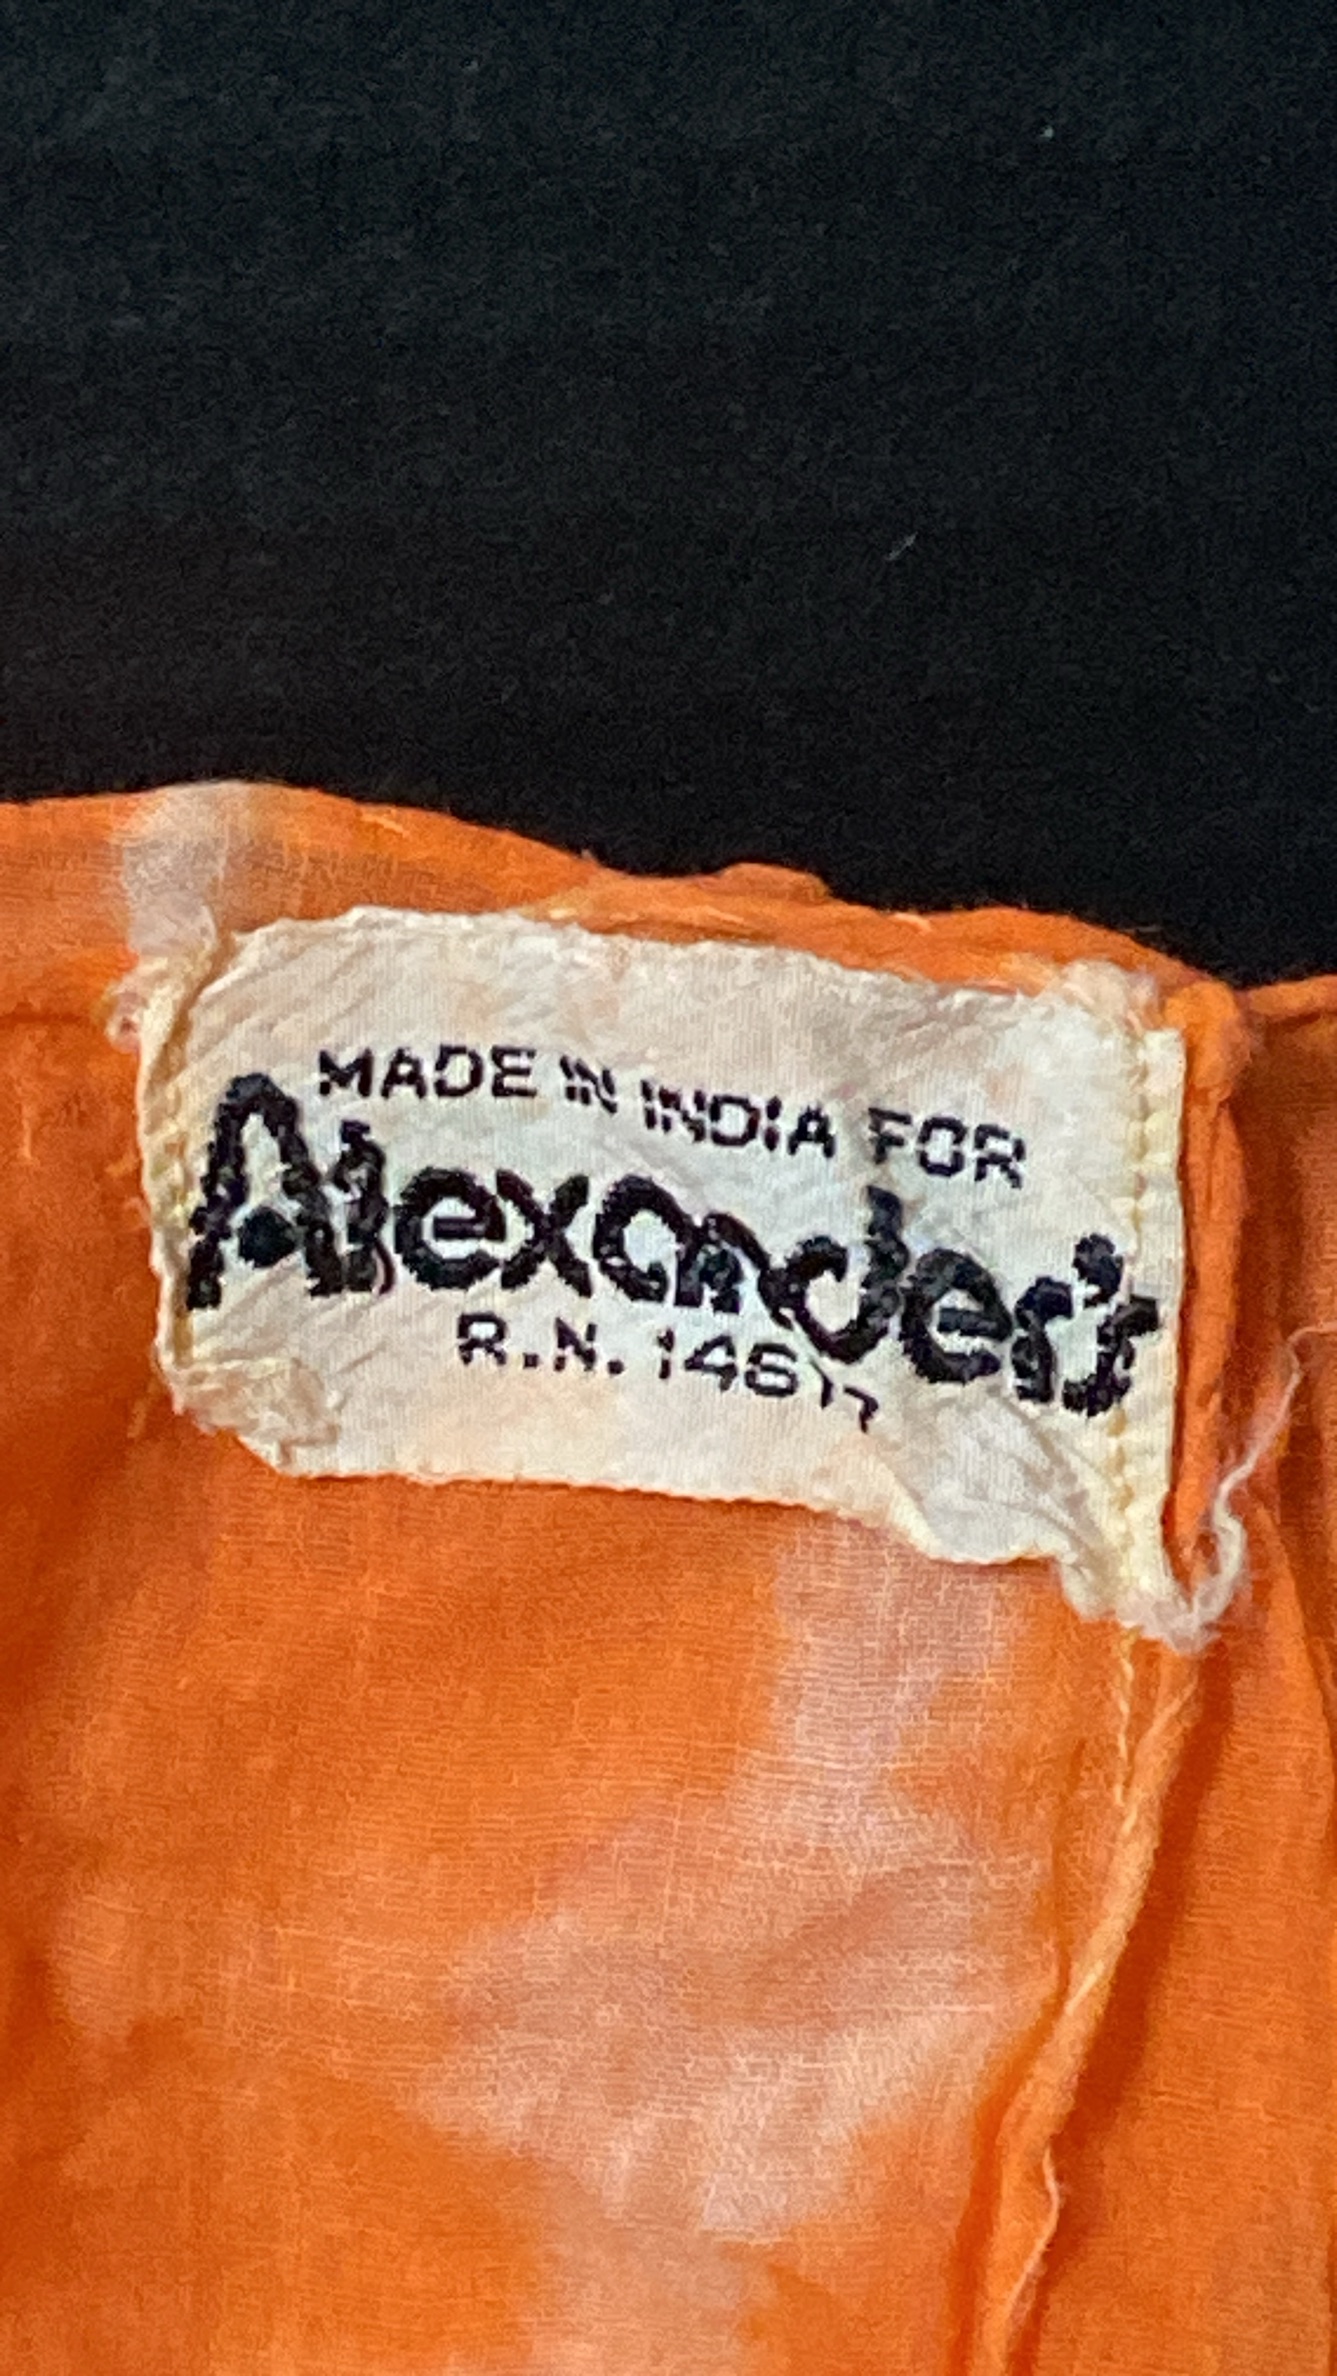 MADE IN INDIA FOR
Alexander's
R.N. 14617